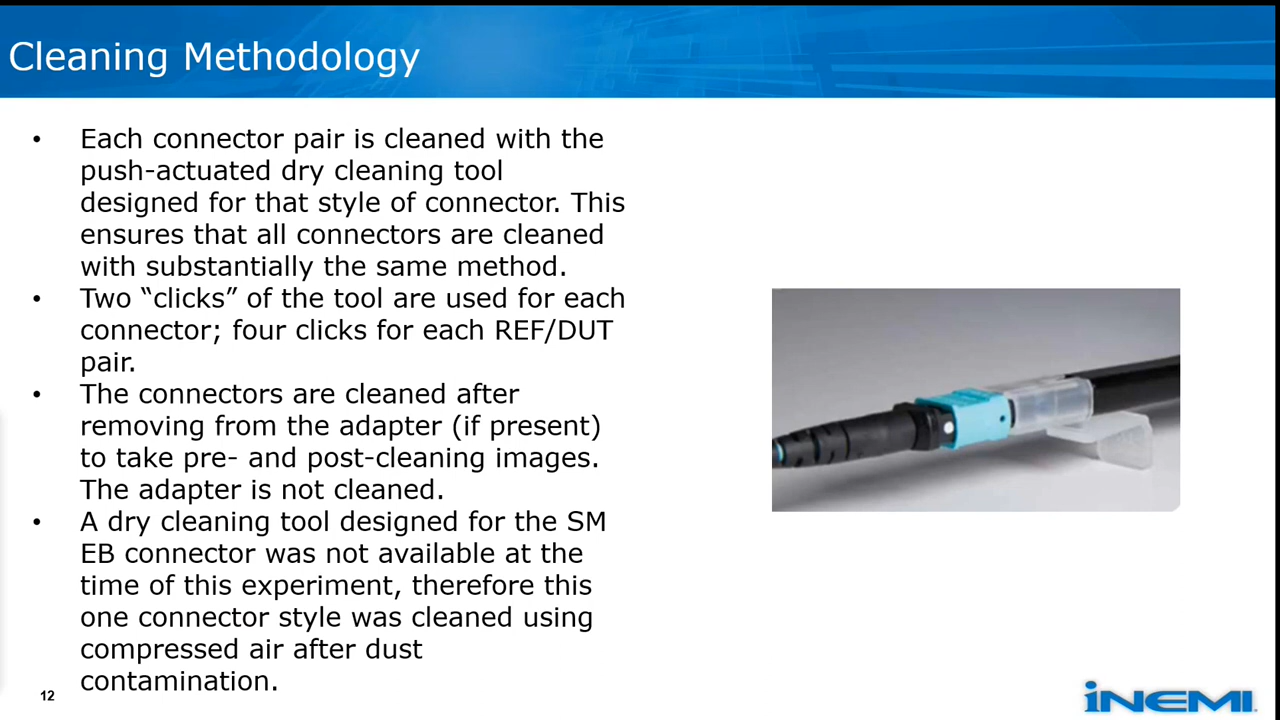 Cleaning Methodology
• Each connector pair is cleaned with the
push-actuated dry cleaning tool
designed for that style of connector. This
ensures that all connectors are cleaned
with substantially the same method.
• Two “clicks” of the tool are used for each
connector; four clicks for each REF/DUT
pair.
• The connectors are cleaned after
removing from the adapter (if present)
to take pre- and post-cleaning images.
The adapter is not cleaned.
• A dry cleaning tool designed for the SM
EB connector was not available at the
time of this experiment, therefore this
one connector style was cleaned using
compressed air after dust
contamination.
12
iNEMI